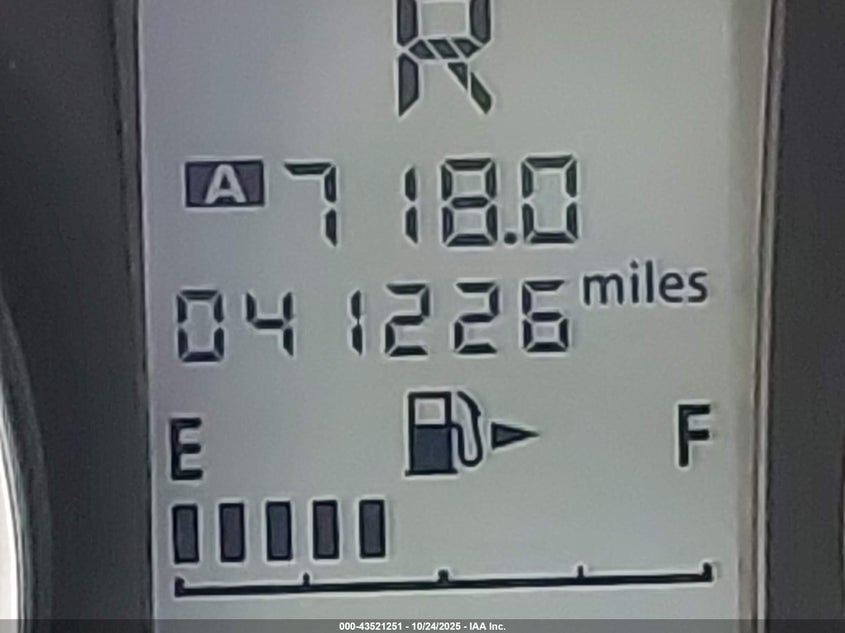 R
A 718.0
041226 miles
E F
000-43521251 - 10/24/2025 - IAA Inc.